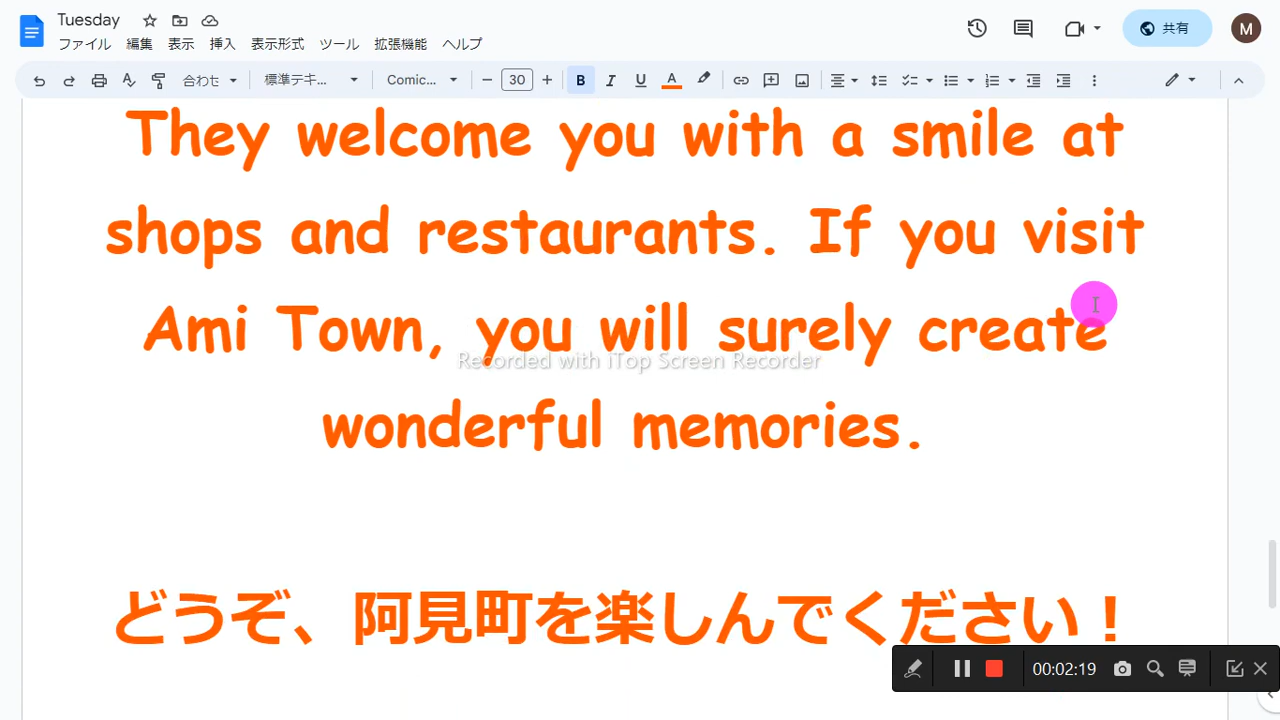 Tuesday
ファイル 編集 表示 挿入 表示形式 ツール 拡張機能 ヘルプ
共有
M
合わせ 標準テキ... Comic... 30 B I U A
They welcome you with a smile at
shops and restaurants. If you visit
Ami Town, you will surely create
Recorded with iTop Screen Recorder
wonderful memories.
どうぞ、阿見町を楽しんでください！
00:02:19